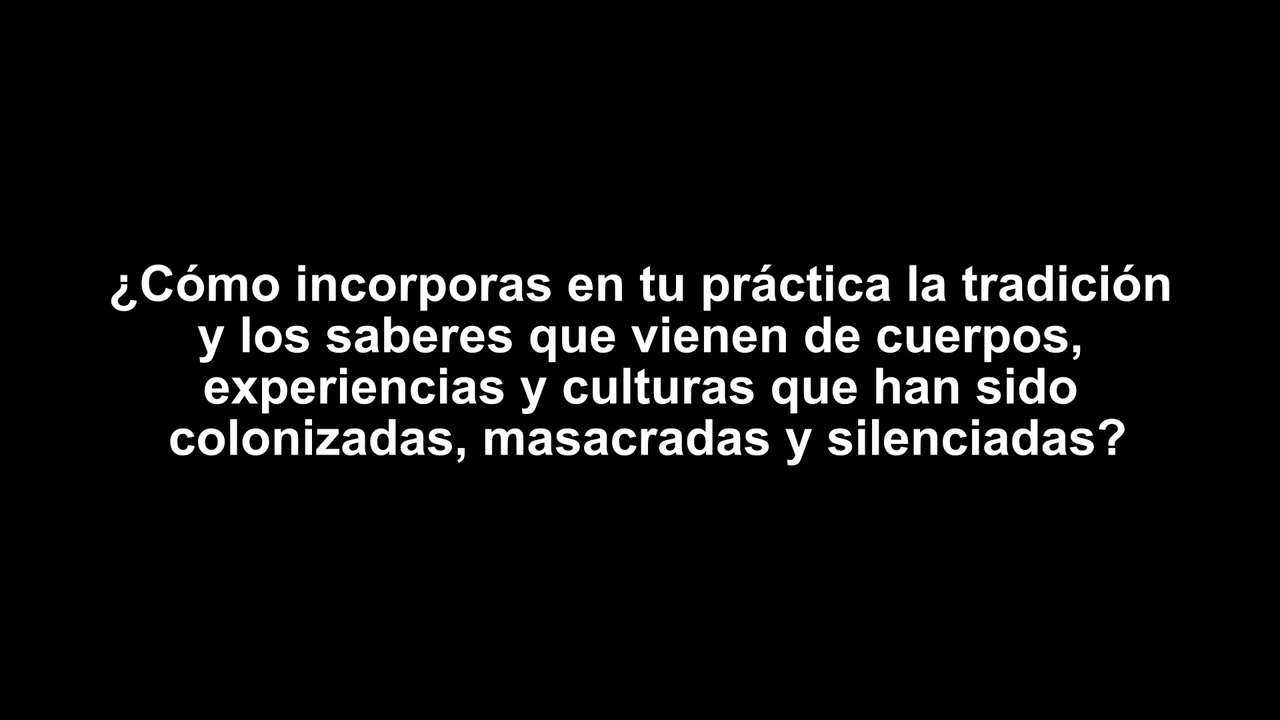 ¿Cómo incorporas en tu práctica la tradición
y los saberes que vienen de cuerpos,
experiencias y culturas que han sido
colonizadas, masacradas y silenciadas?